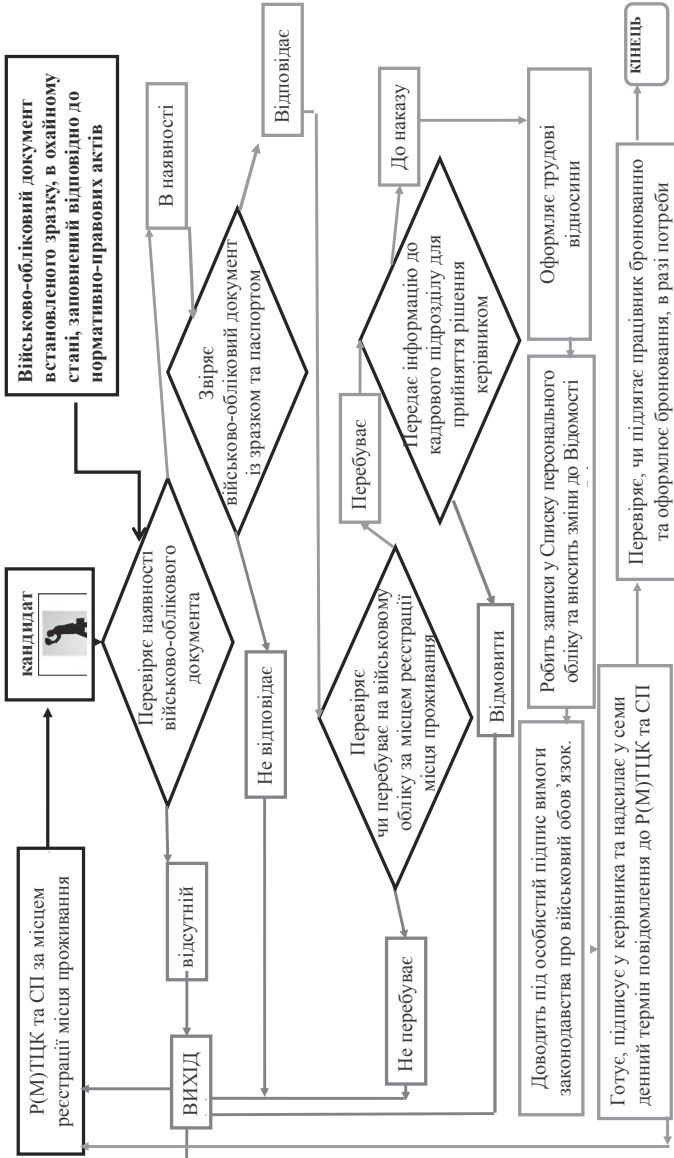 Р(М)ТЦК та СП за місцем
реєстрації місця проживання
кандидат
Військово-обліковий документ
встановленого зразку, в охайному
стані, заповнений відповідно до
нормативно-правових актів
Перевіряє наявності
військово-облікового
документа
В наявності
відсутній
ВИХІД
Звіряє
військово-обліковий документ
із зразком та паспортом
Відповідає
Не відповідає
Перевіряє
чи перебуває на військовому
обліку за місцем реєстрації
місця проживання
Перебуває
Не перебуває
Передає інформацію до
кадрового підрозділу для
прийняття рішення
керівником
До наказу
Відмовити
Оформляє трудові
відносини
Робить записи у Списку персонального
обліку та вносить зміни до Відомості
Доводить під особистий підпис вимоги
законодавства про військовий обов’язок.
Готує, підписує у керівника та надсилає у семи
денний термін повідомлення до Р(М)ТЦК та СП
Перевіряє, чи підлягає працівник бронюванню
та оформлює бронювання, в разі потреби
КІНЕЦЬ